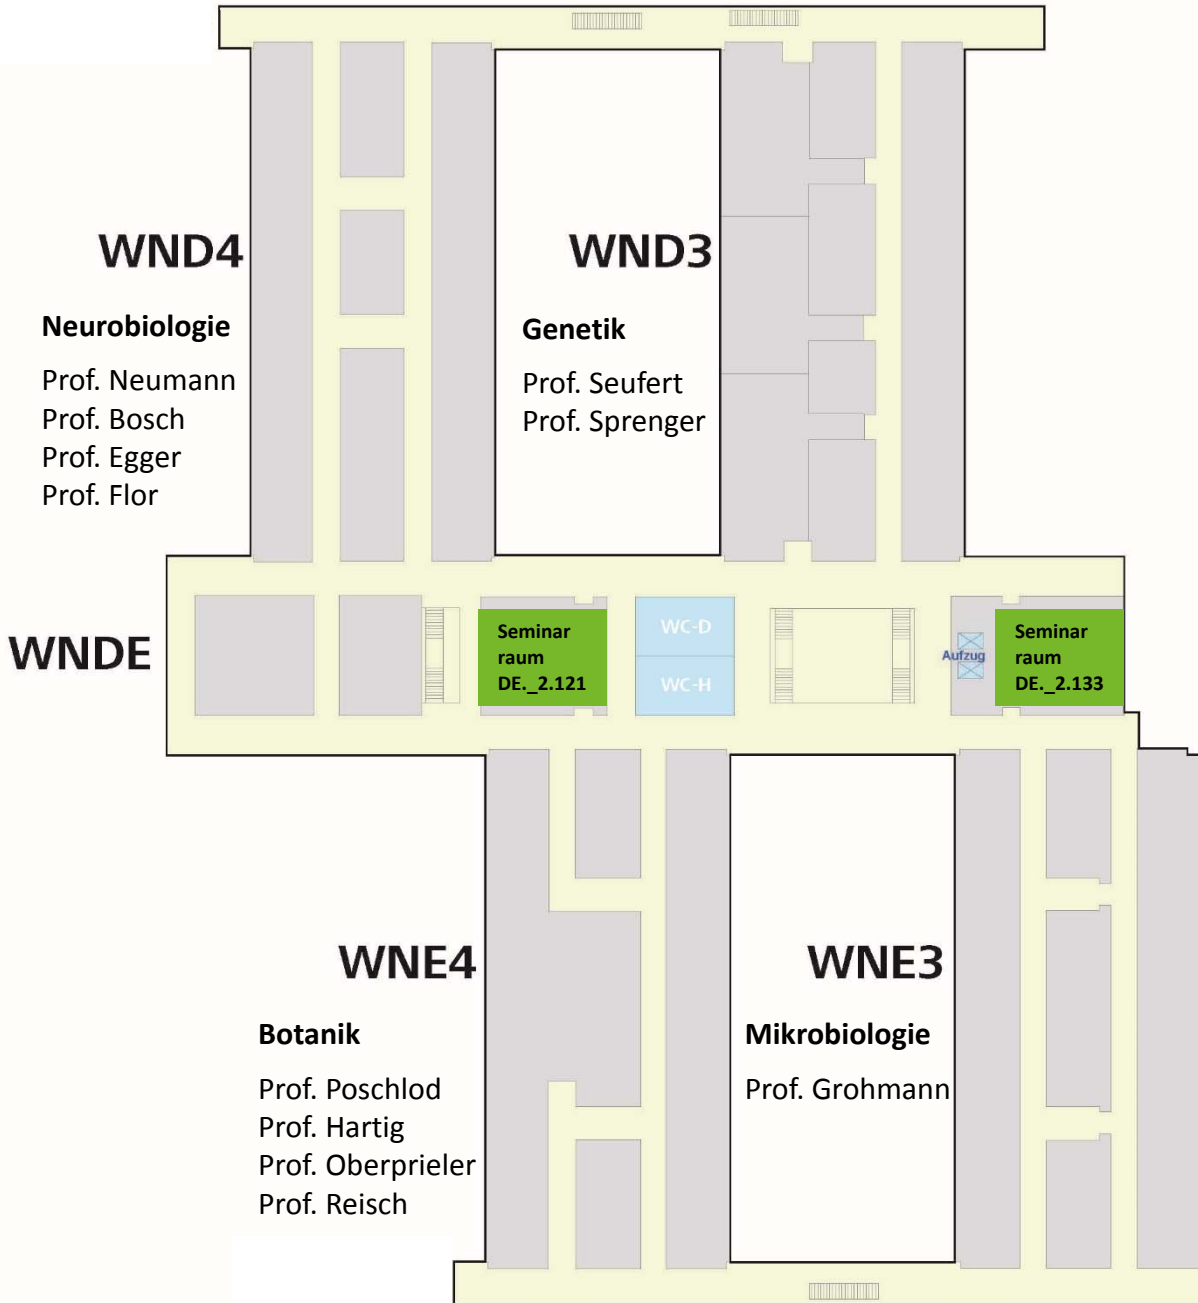 WND4
Neurobiologie
Prof. Neumann
Prof. Bosch
Prof. Egger
Prof. Flor
WND3
Genetik
Prof. Seufert
Prof. Sprenger
WNDE
Seminar
raum
DE._2.121
WC-D
WC-H
Aufzug
Seminar
raum
DE._2.133
WNE4
Botanik
Prof. Poschlod
Prof. Hartig
Prof. Oberprieler
Prof. Reisch
WNE3
Mikrobiologie
Prof. Grohmann